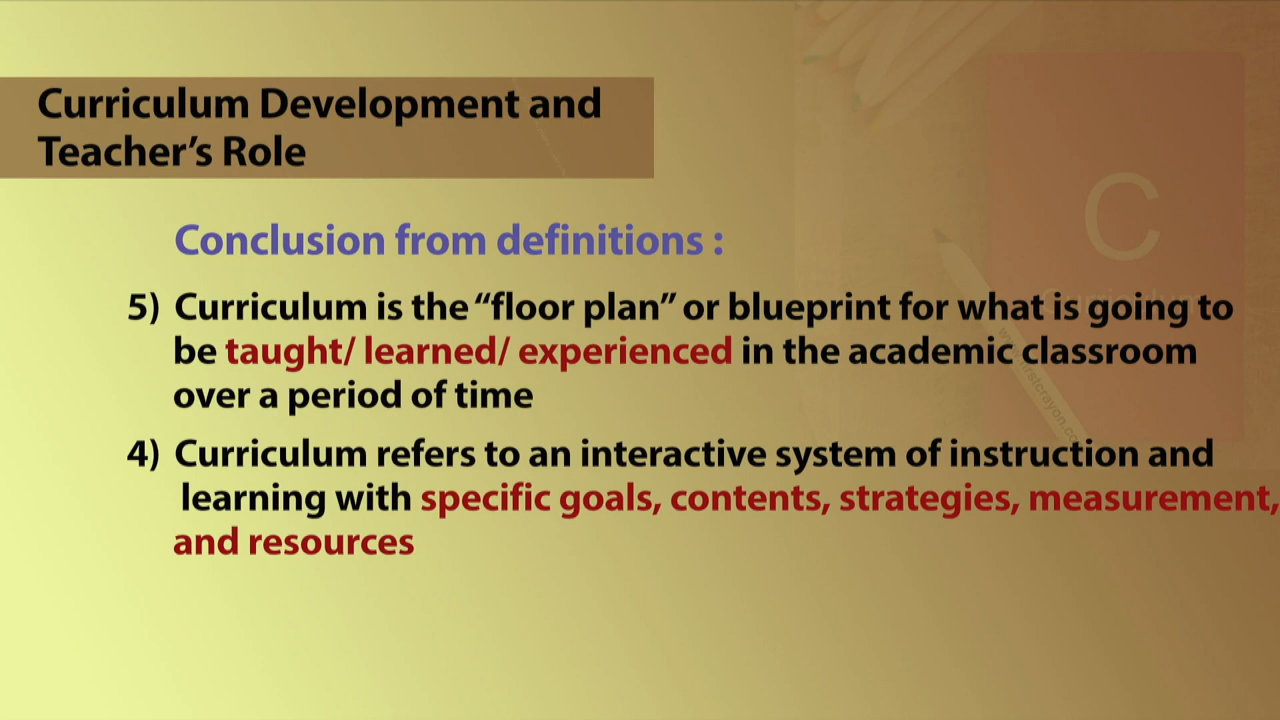 Curriculum Development and
Teacher's Role
C
Conclusion from definitions :
5) Curriculum is the “floor plan” or blueprint for what is going to
be taught/ learned/ experienced in the academic classroom
over a period of time
4) Curriculum refers to an interactive system of instruction and
learning with specific goals, contents, strategies, measurement,
and resources